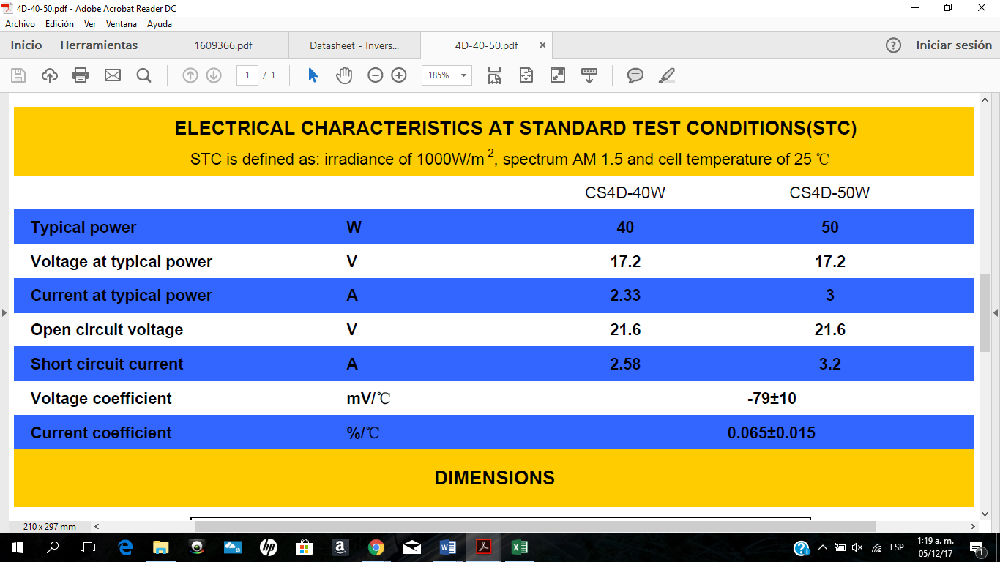 4D-40-50.pdf - Adobe Acrobat Reader DC
Archivo Edición Ver Ventana Ayuda
Inicio Herramientas 1609366.pdf Datasheet - Invers... 4D-40-50.pdf × Iniciar sesión
1 / 1 185%
ELECTRICAL CHARACTERISTICS AT STANDARD TEST CONDITIONS(STC)
STC is defined as: irradiance of 1000W/m ², spectrum AM 1.5 and cell temperature of 25 ℃
CS4D-40W CS4D-50W
Typical power W 40 50
Voltage at typical power V 17.2 17.2
Current at typical power A 2.33 3
Open circuit voltage V 21.6 21.6
Short circuit current A 2.58 3.2
Voltage coefficient mV/℃ -79±10
Current coefficient %/℃ 0.065±0.015
DIMENSIONS
210 x 297 mm
ESP 1:19 a. m.
05/12/17 1